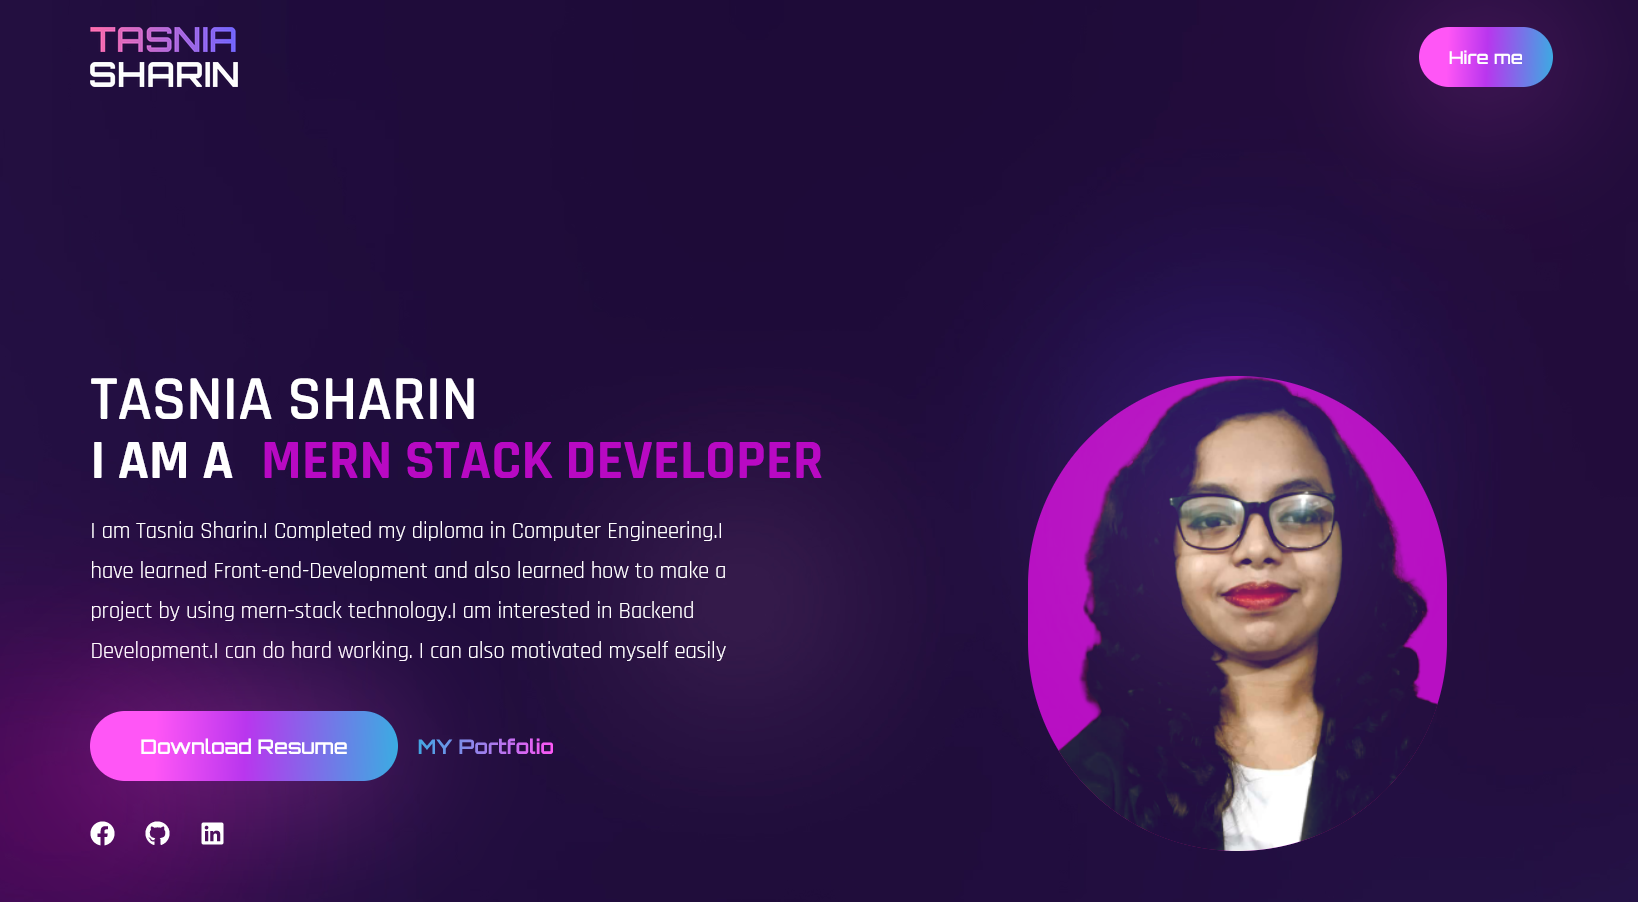 TASNIA
SHARIN
Hire me
TASNIA SHARIN
I AM A MERN STACK DEVELOPER
I am Tasnia Sharin.I Completed my diploma in Computer Engineering.I
have learned Front-end-Development and also learned how to make a
project by using mern-stack technology.I am interested in Backend
Development.I can do hard working. I can also motivated myself easily
Download Resume
MY Portfolio